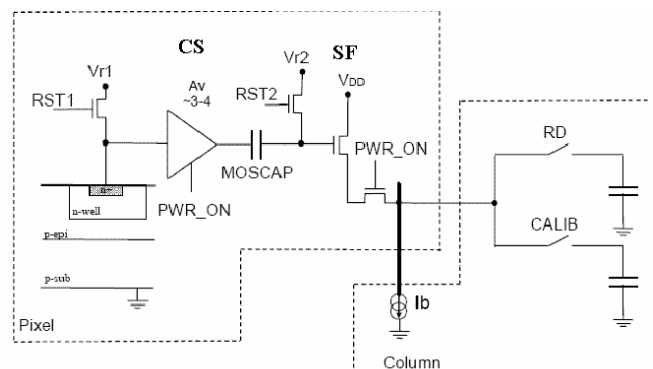 CS
SF
Vr1
Vr2
VDD
Av
~3-4
RST1
RST2
RD
PWR_ON
MOSCAP
PWR_ON
n+
n-well
CALIB
p-epi
p-sub
Ib
Pixel
Column